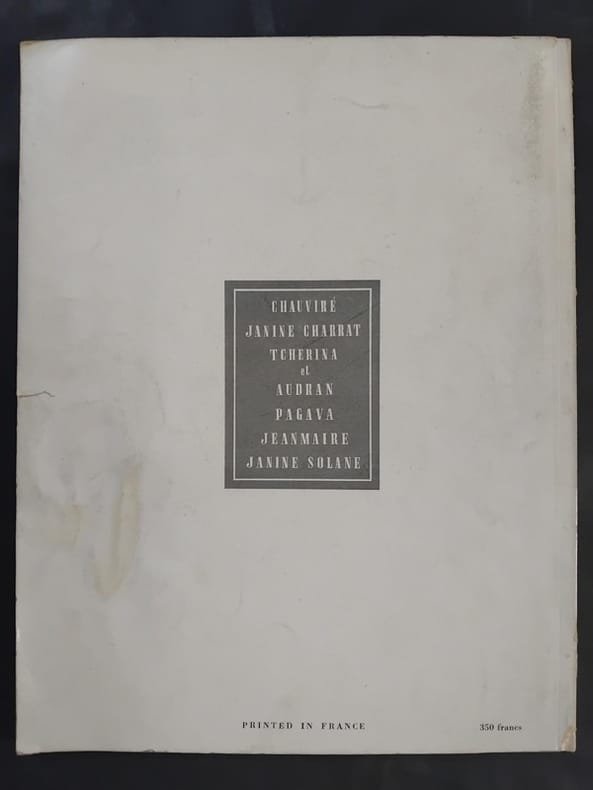 CHAUVIRÉ
JANINE CHARRAT
TCHERINA
et
AUDRAN
PAGAVA
JEANMAIRE
JANINE SOLANE
PRINTED IN FRANCE
350 francs